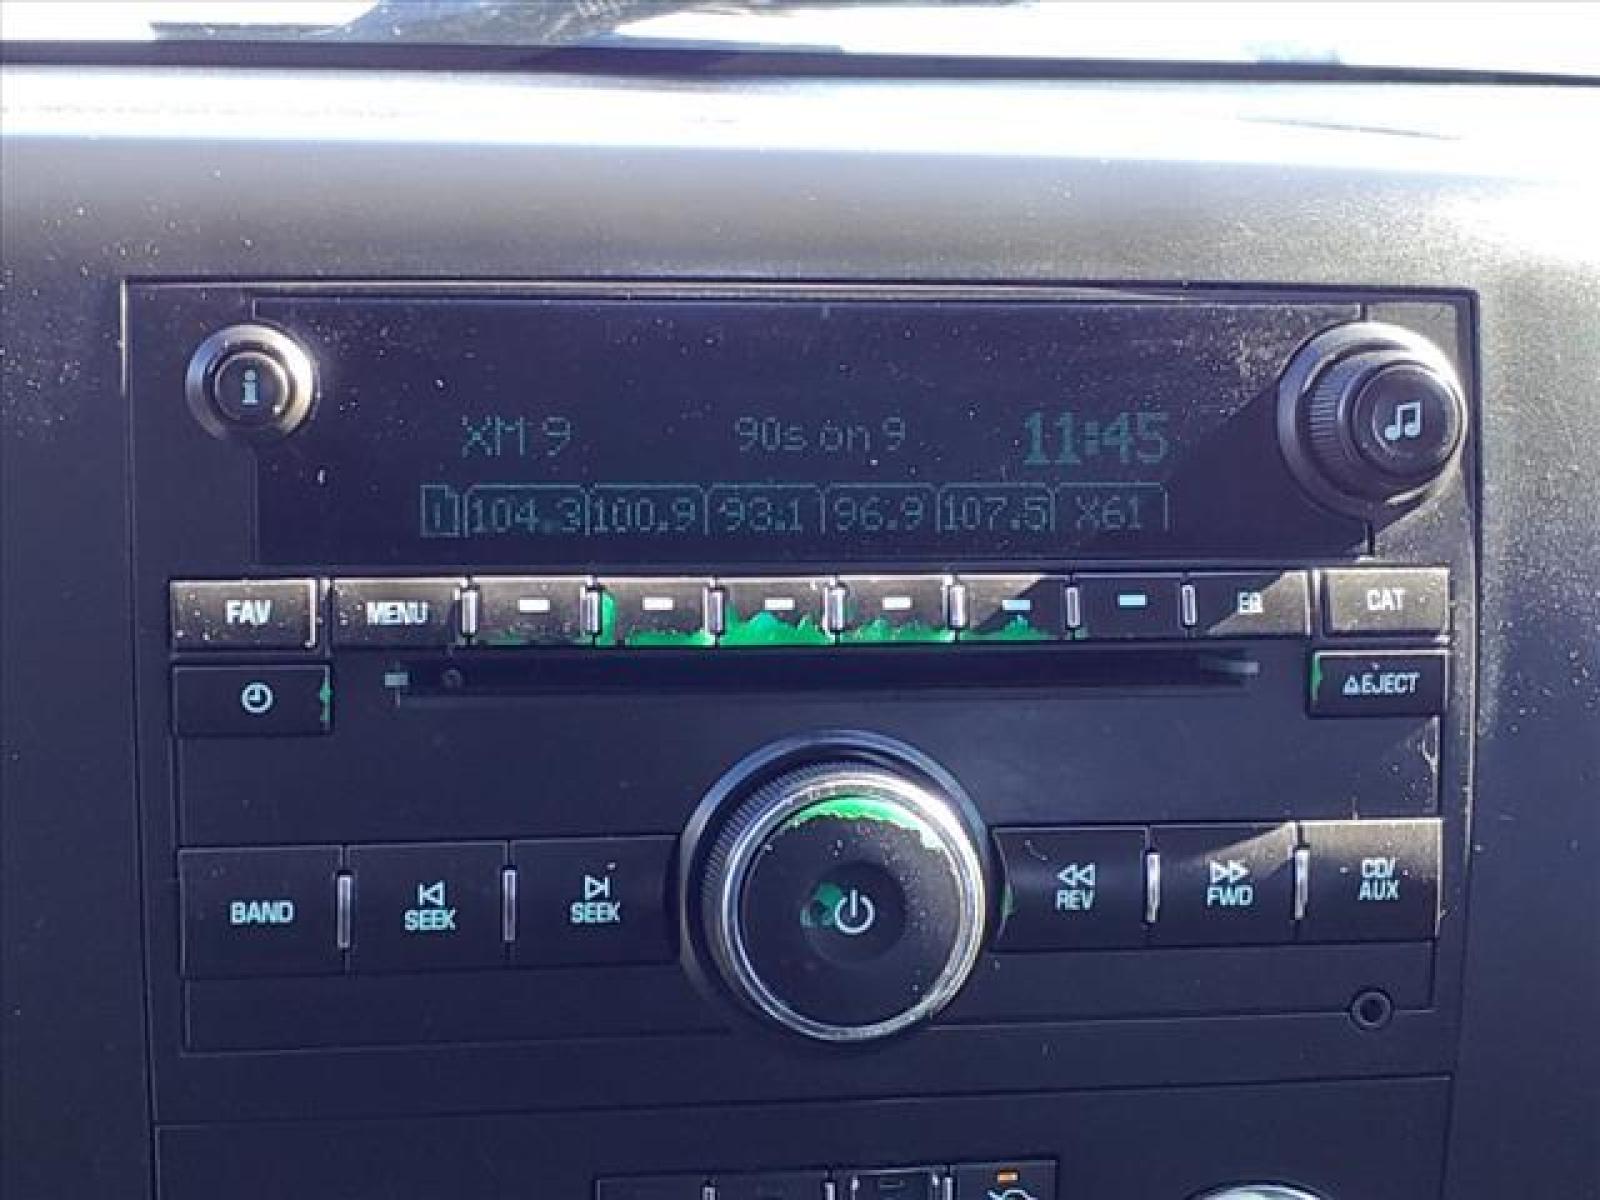 i
XM 9 90s on 9 11:45
1 104.3 100.9 93.1 96.9 107.5 X61
FAV MENU EQ CAT
EJECT
BAND SEEK SEEK REV FWD CD/
AUX